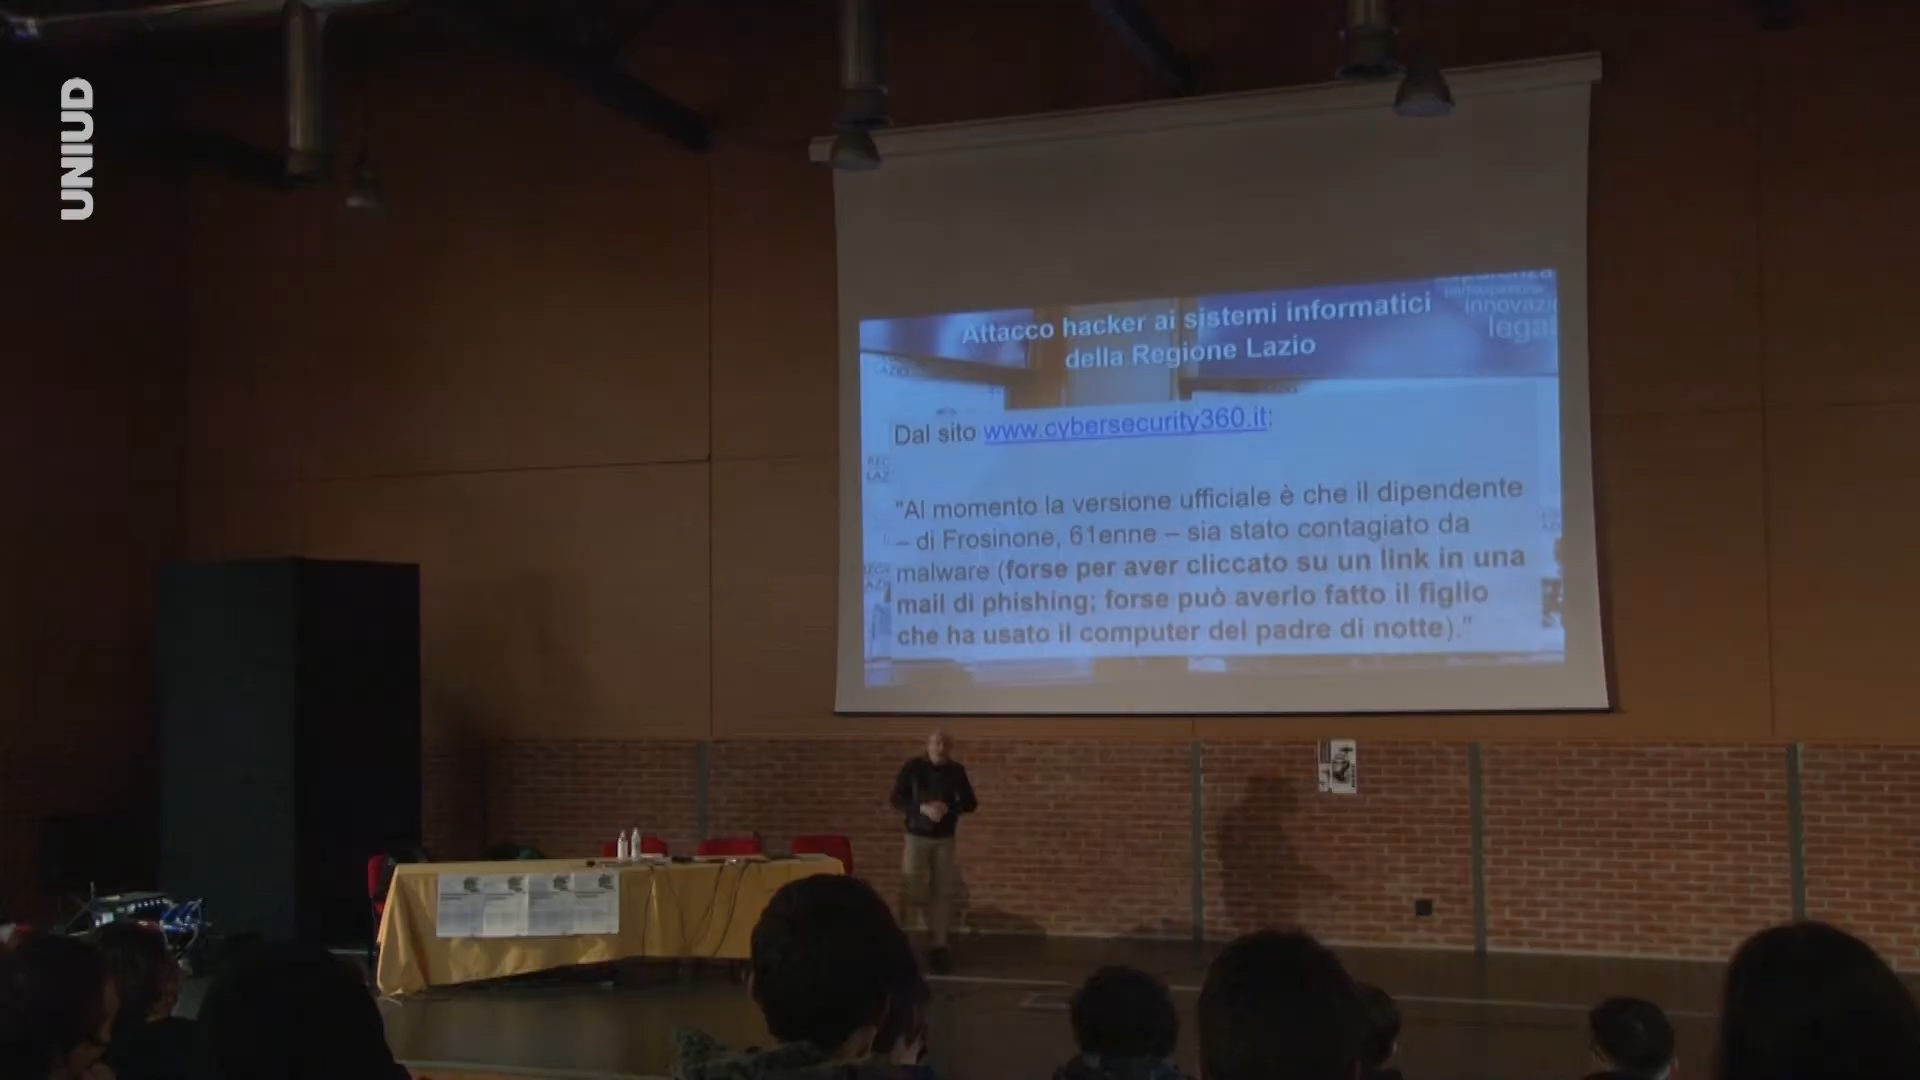 UNIUD
Attacco hacker ai sistemi informatici
della Regione Lazio
innovazi
legal
AZIO
Dal sito www.cybersecurity360.it:
REG
LAZ
"Al momento la versione ufficiale è che il dipendente
– di Frosinone, 61enne – sia stato contagiato da
malware (forse per aver cliccato su un link in una
mail di phishing; forse può averlo fatto il figlio
che ha usato il computer del padre di notte)."